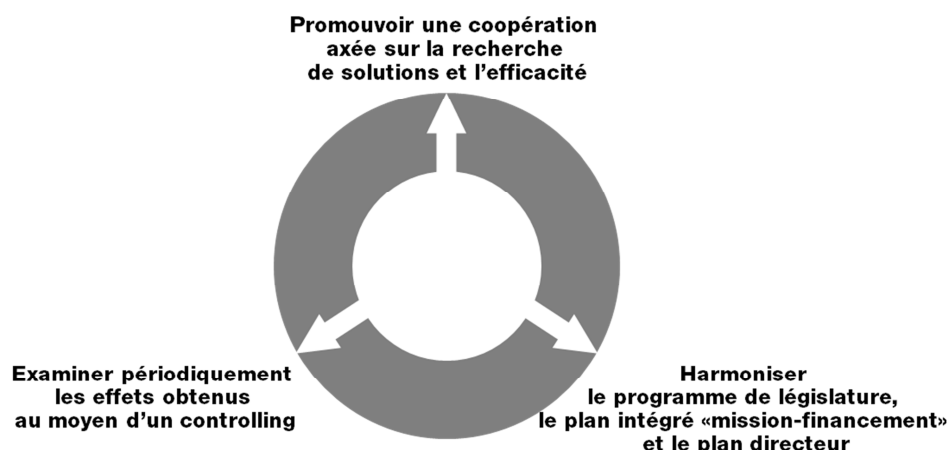 Promouvoir une coopération
axée sur la recherche
de solutions et l’efficacité
Examiner périodiquement
les effets obtenus
au moyen d’un controlling
Harmoniser
le programme de législature,
le plan intégré «mission-financement»
et le plan directeur